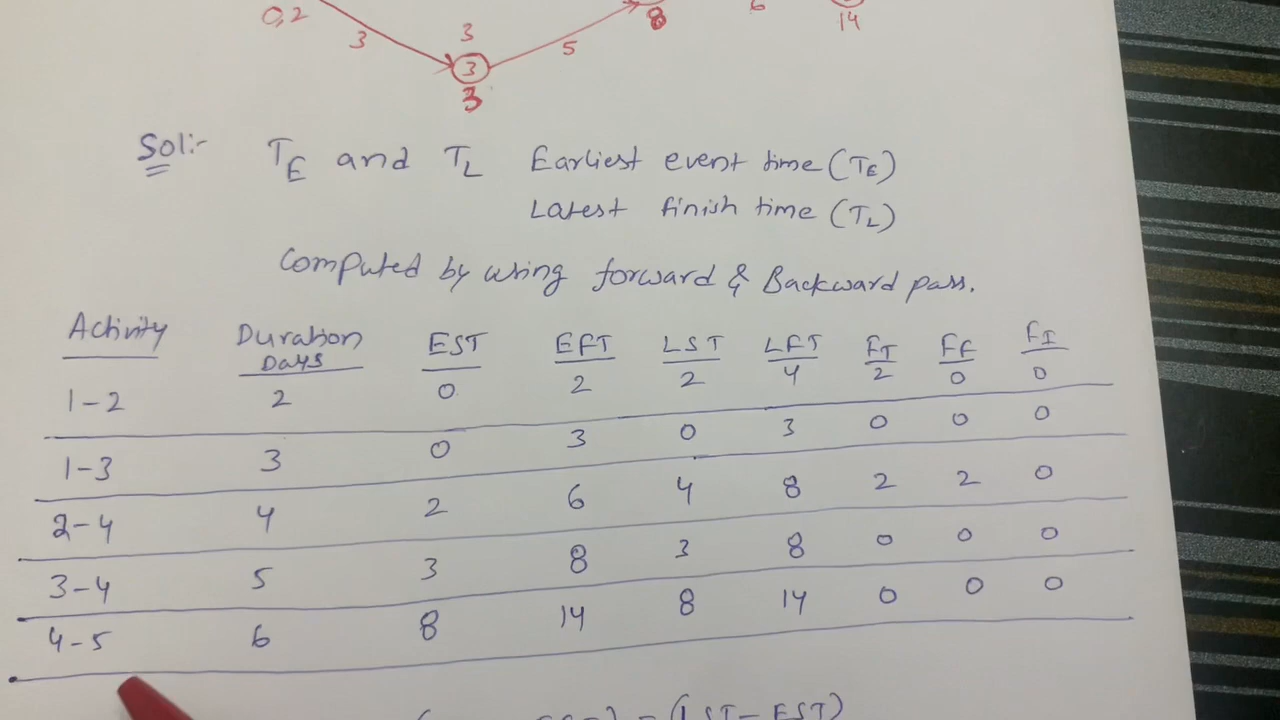 0,2 3 3 5 8 6 14
3
3
Sol:- TE and TL Earliest event time (TE)
Latest finish time (TL)
Computed by using forward & Backward pass.
Activity Duration Days EST EFT LST LFT FT FF FI
1-2 2 0 2 2 4 2 0 0
1-3 3 0 3 0 3 0 0 0
2-4 4 2 6 4 8 2 2 0
3-4 5 3 8 3 8 0 0 0
4-5 6 8 14 8 14 0 0 0
= (LST-EST)